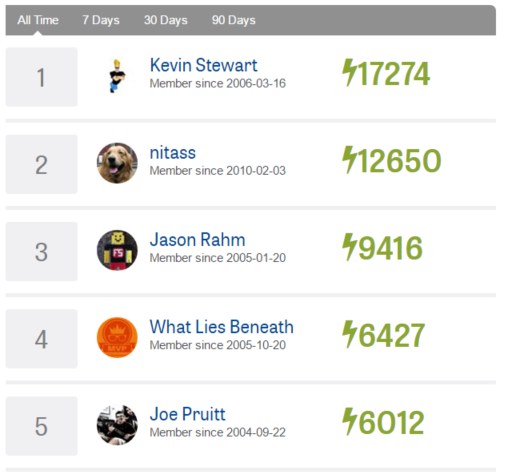 All Time 7 Days 30 Days 90 Days
1
Kevin Stewart
Member since 2006-03-16
17274
2
nitass
Member since 2010-02-03
12650
3
F5
Jason Rahm
Member since 2005-01-20
9416
4
MVP
What Lies Beneath
Member since 2005-10-20
6427
5
Joe Pruitt
Member since 2004-09-22
6012